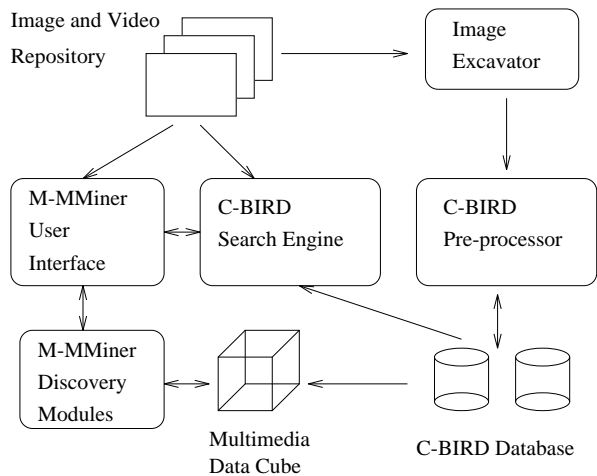 Image and Video
Repository
Image
Excavator
M-MMiner
User
Interface
C-BIRD
Search Engine
C-BIRD
Pre-processor
M-MMiner
Discovery
Modules
Multimedia
Data Cube
C-BIRD Database